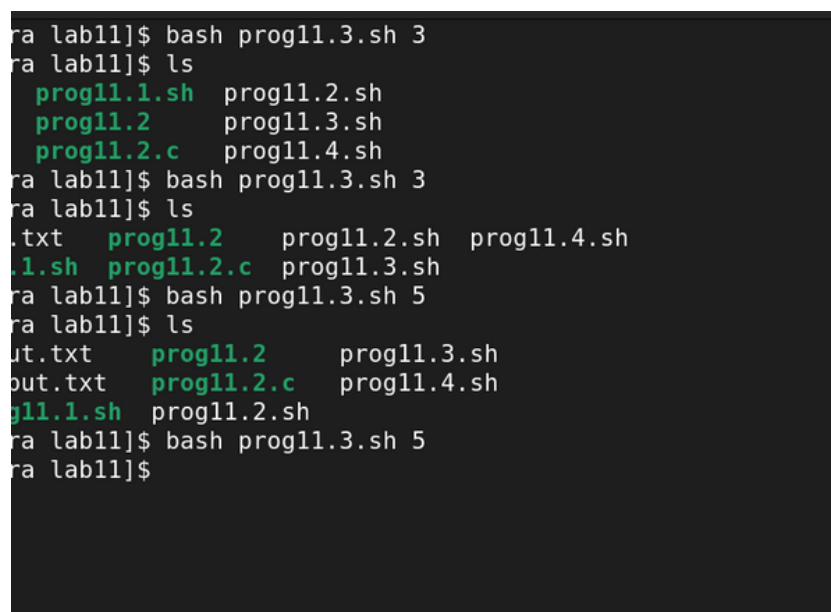 ra lab11]$ bash prog11.3.sh 3
ra lab11]$ ls
prog11.1.sh prog11.2.sh
prog11.2 prog11.3.sh
prog11.2.c prog11.4.sh
ra lab11]$ bash prog11.3.sh 3
ra lab11]$ ls
.txt prog11.2 prog11.2.sh prog11.4.sh
.1.sh prog11.2.c prog11.3.sh
ra lab11]$ bash prog11.3.sh 5
ra lab11]$ ls
ut.txt prog11.2 prog11.3.sh
put.txt prog11.2.c prog11.4.sh
g11.1.sh prog11.2.sh
ra lab11]$ bash prog11.3.sh 5
ra lab11]$